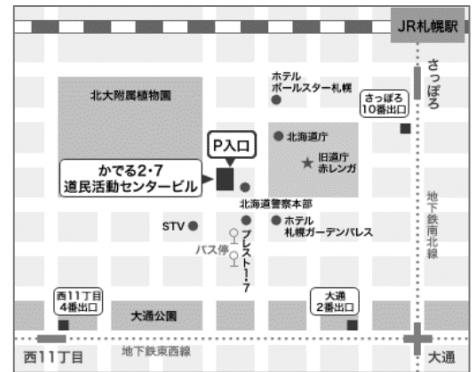 JR札幌駅
さっぽろ
ホテル
ポールスター札幌
さっぽろ
10番出口
北大附属植物園
P入口
北海道庁
旧道庁
赤レンガ
かでる2・7
道民活動センタービル
北海道警察本部
STV
ホテル
札幌ガーデンパレス
バス停
プレスト1・7
地下鉄南北線
西11丁目
4番出口
大通公園
大通
2番出口
西11丁目
地下鉄東西線
大通